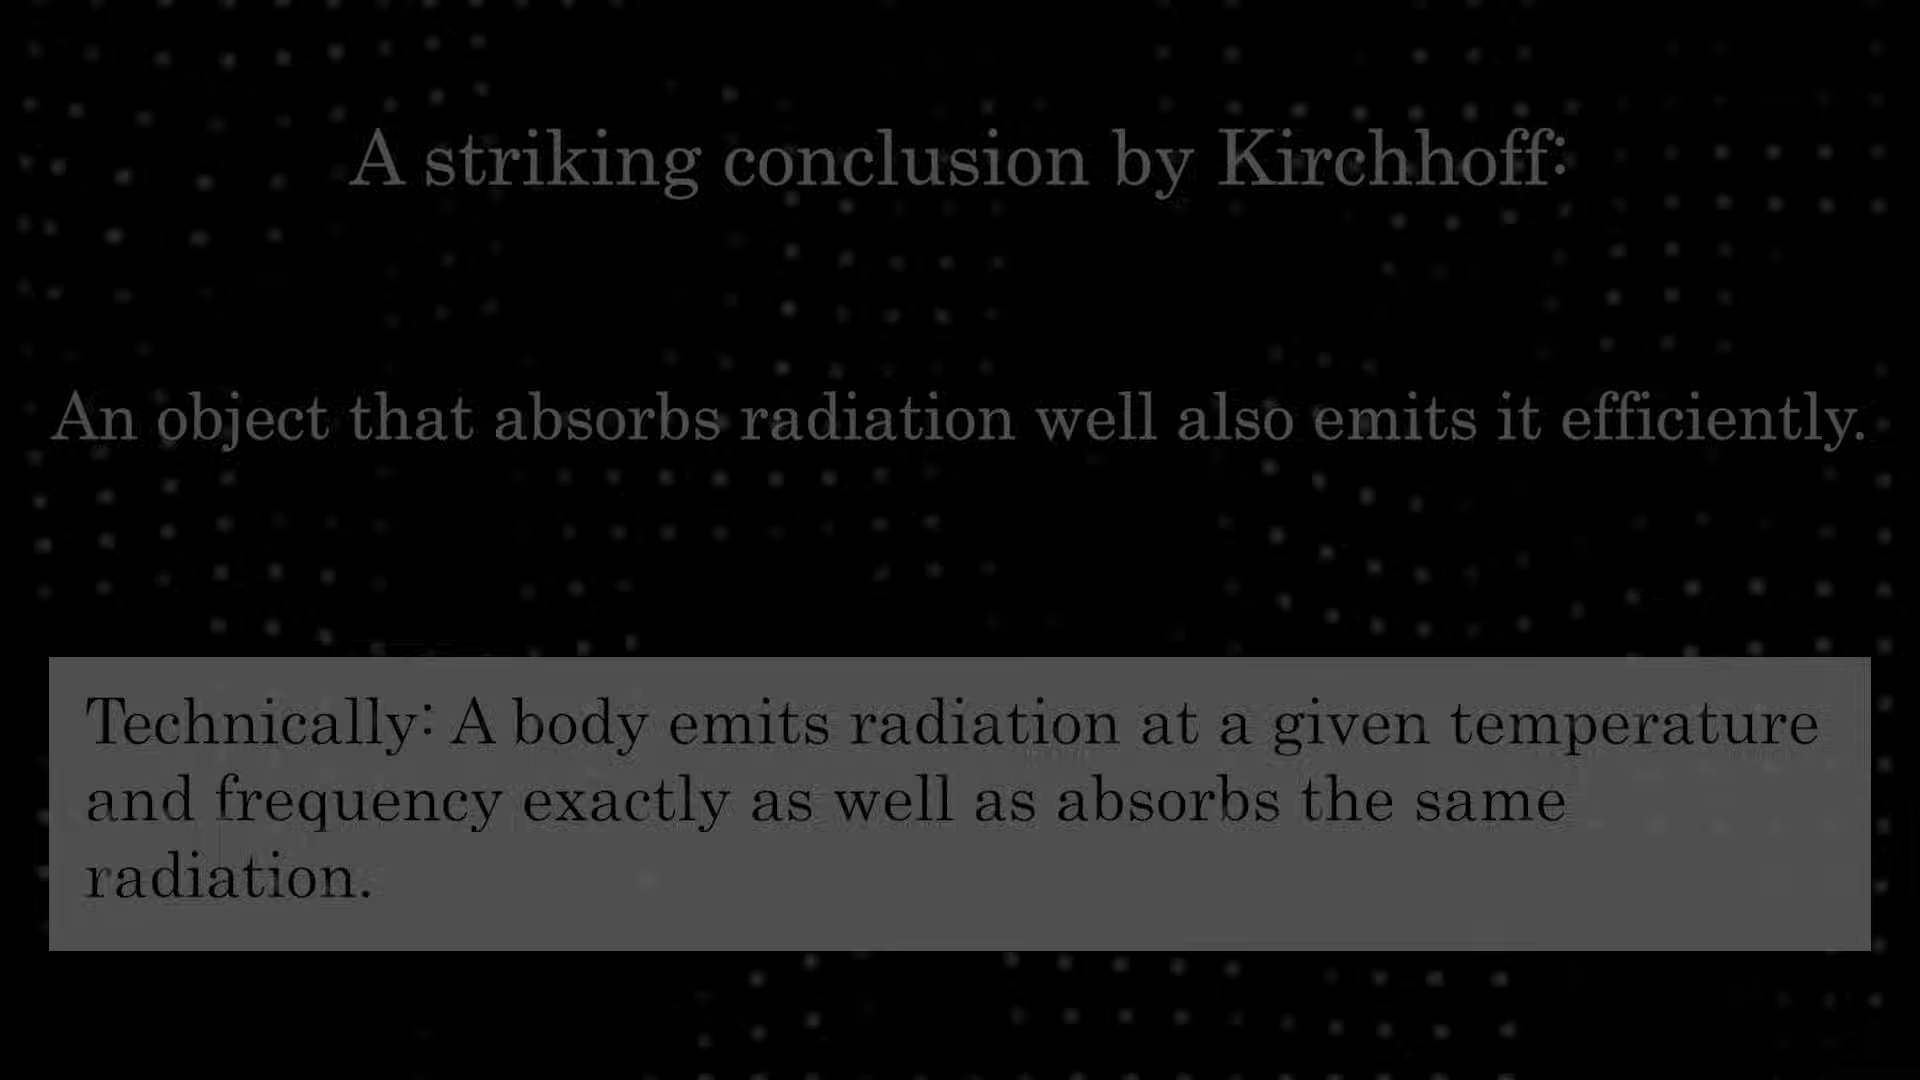 A striking conclusion by Kirchhoff:
An object that absorbs radiation well also emits it efficiently.
Technically: A body emits radiation at a given temperature
and frequency exactly as well as absorbs the same
radiation.